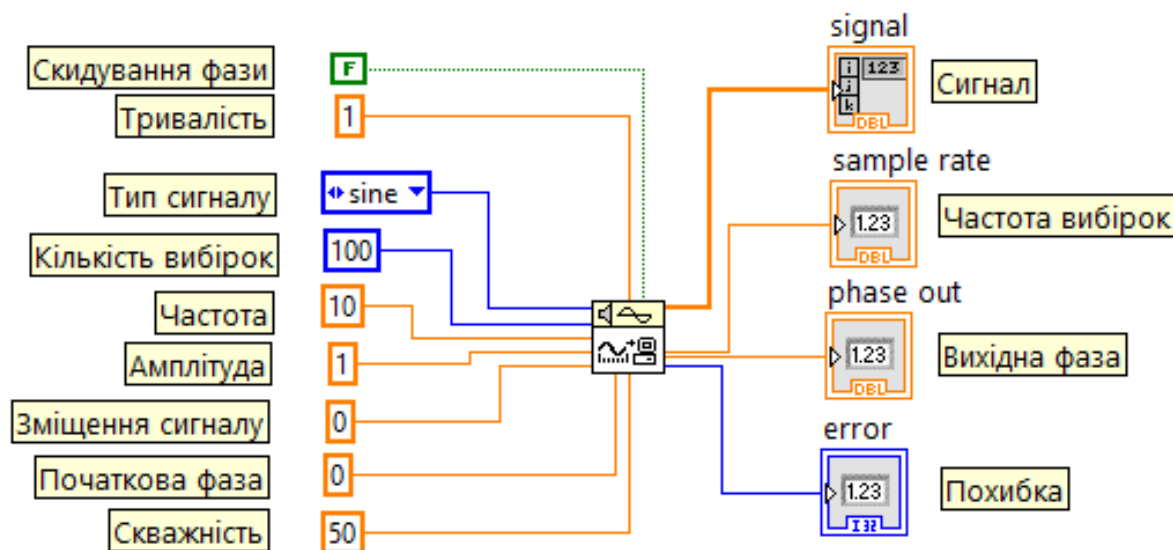 signal
Скидування фази
F
i
j
k
123
DBL
Сигнал
Тривалість
1
sample rate
Тип сигналу
sine
1.23
DBL
Частота вибірок
Кількість вибірок
100
phase out
Частота
10
1.23
DBL
Вихідна фаза
Амплітуда
1
Зміщення сигналу
0
error
Початкова фаза
0
1.23
I32
Похибка
Скважність
50